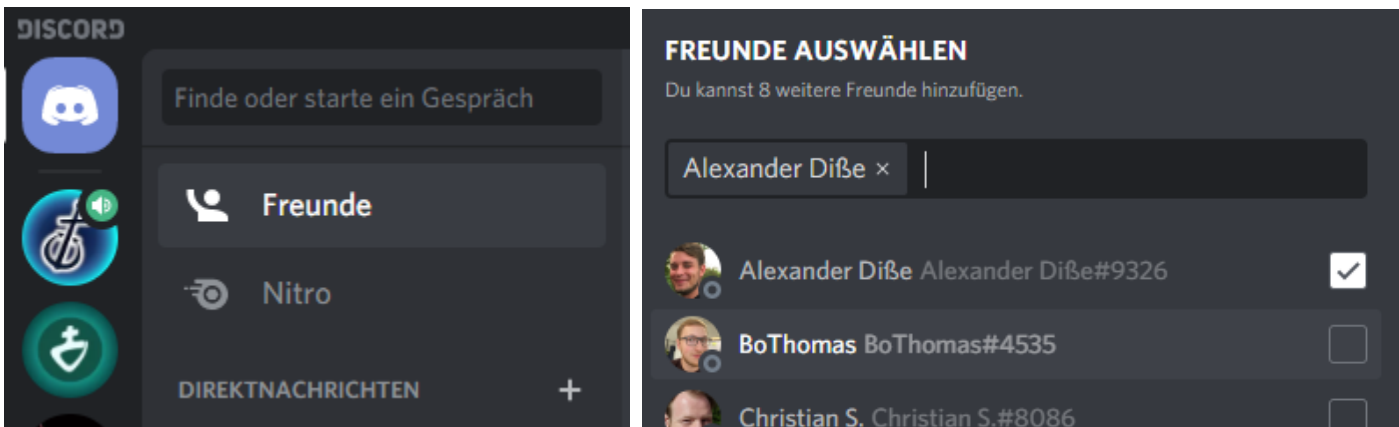 DISCORD
Finde oder starte ein Gespräch
Freunde
Nitro
DIREKTNACHRICHTEN +
FREUNDE AUSWÄHLEN
Du kannst 8 weitere Freunde hinzufügen.
Alexander Diße ×
Alexander Diße Alexander Diße#9326
BoThomas BoThomas#4535
Christian S. Christian S.#8086